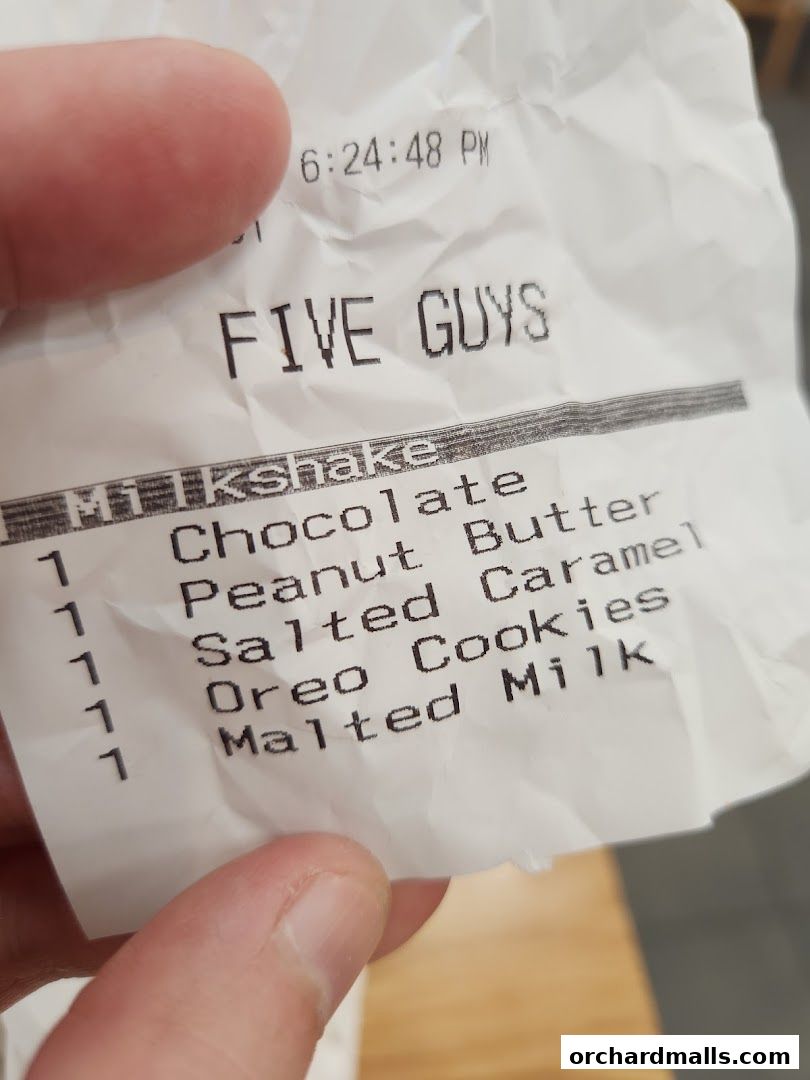 6:24:48 PM
FIVE GUYS
Milkshake
1 Chocolate
1 Peanut Butter
1 Salted Caramel
1 Oreo Cookies
1 Malted Milk
orchardmalls.com